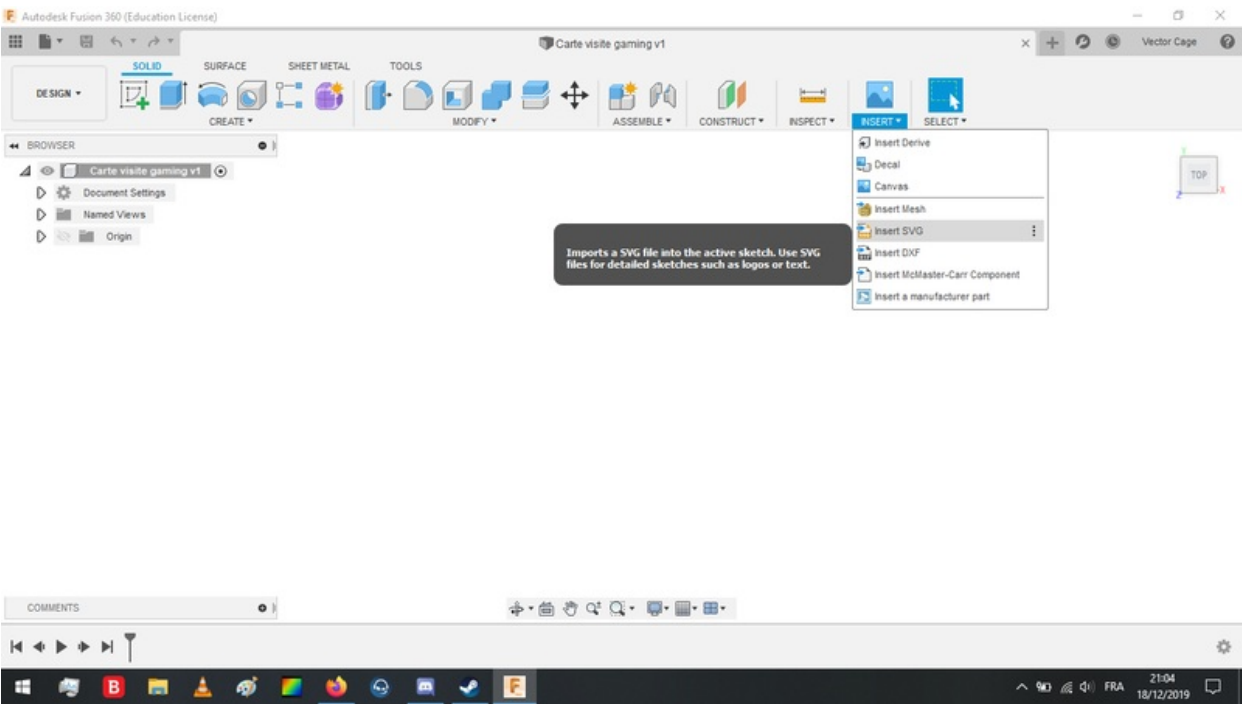 Autodesk Fusion 360 (Education License)
Carte visite gaming v1
Vector Cage
SOLID SURFACE SHEET METAL TOOLS
DESIGN
CREATE MODIFY ASSEMBLE CONSTRUCT INSPECT INSERT SELECT
BROWSER
Carte visite gaming v1
Document Settings
Named Views
Origin
Insert Derive
Decal
Canvas
Insert Mesh
Insert SVG
Insert DXF
Insert McMaster-Carr Component
Insert a manufacturer part
Imports a SVG file into the active sketch. Use SVG
files for detailed sketches such as logos or text.
Y
TOP
X
Z
COMMENTS
FRA
21:04
18/12/2019